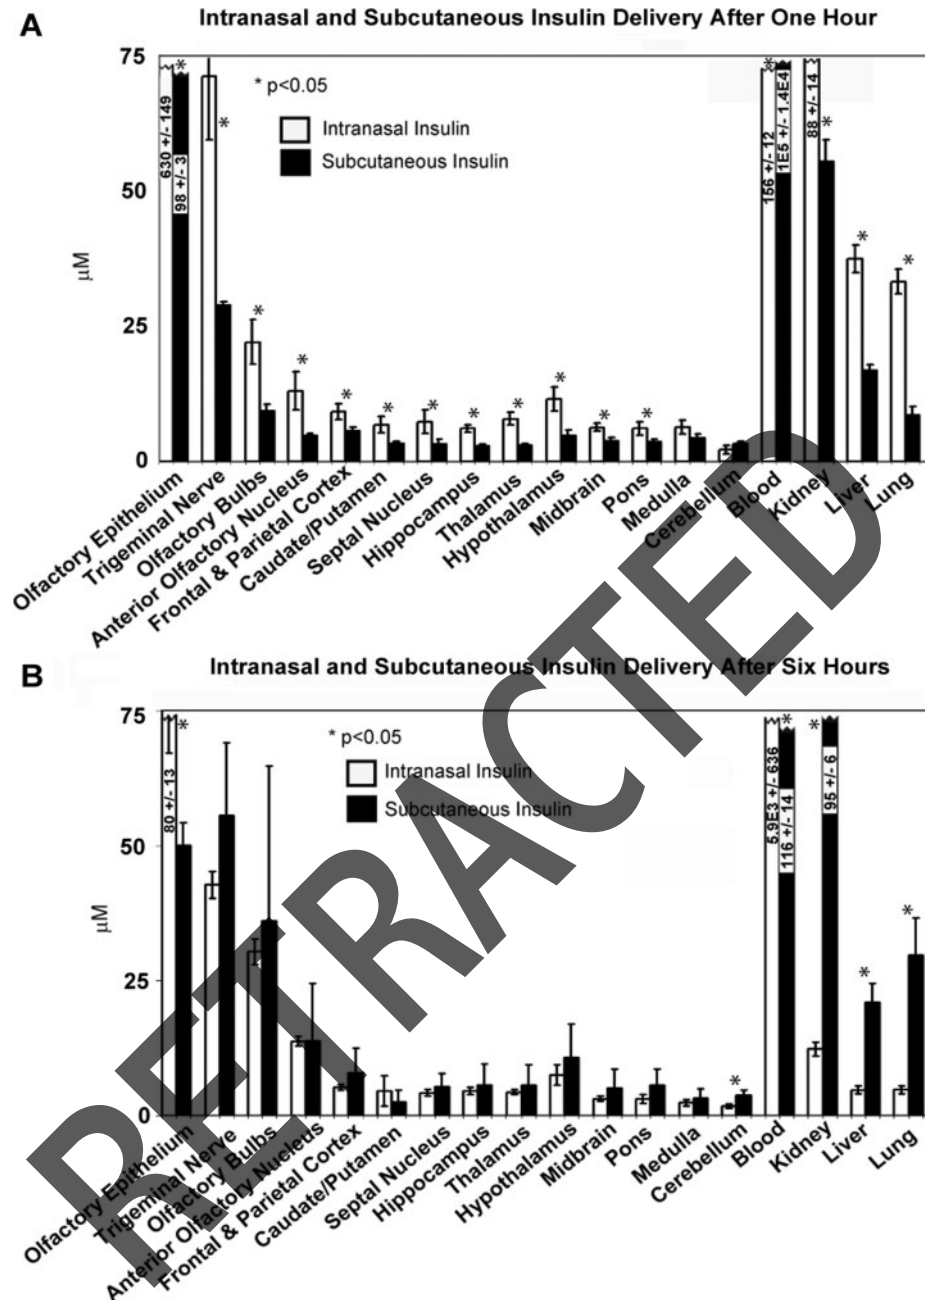 A
Intranasal and Subcutaneous Insulin Delivery After One Hour
75
50
25
0
µM
* p<0.05
Intranasal Insulin
Subcutaneous Insulin
630 +/- 149
98 +/- 3
156 +/- 12
1E5 +/- 1.4E4
88 +/- 14
* * * * * * * * * * * * * * * *
Olfactory Epithelium
Trigeminal Nerve
Olfactory Bulbs
Anterior Olfactory Nucleus
Frontal & Parietal Cortex
Caudate/Putamen
Septal Nucleus
Hippocampus
Thalamus
Hypothalamus
Midbrain
Pons
Medulla
Cerebellum
Blood
Kidney
Liver
Lung
B
Intranasal and Subcutaneous Insulin Delivery After Six Hours
75
50
25
0
µM
* p<0.05
Intranasal Insulin
Subcutaneous Insulin
80 +/- 13
5.9E3 +/- 636
116 +/- 14
95 +/- 6
* * * * * *
Olfactory Epithelium
Trigeminal Nerve
Olfactory Bulbs
Anterior Olfactory Nucleus
Frontal & Parietal Cortex
Caudate/Putamen
Septal Nucleus
Hippocampus
Thalamus
Hypothalamus
Midbrain
Pons
Medulla
Cerebellum
Blood
Kidney
Liver
Lung
RETRACTED